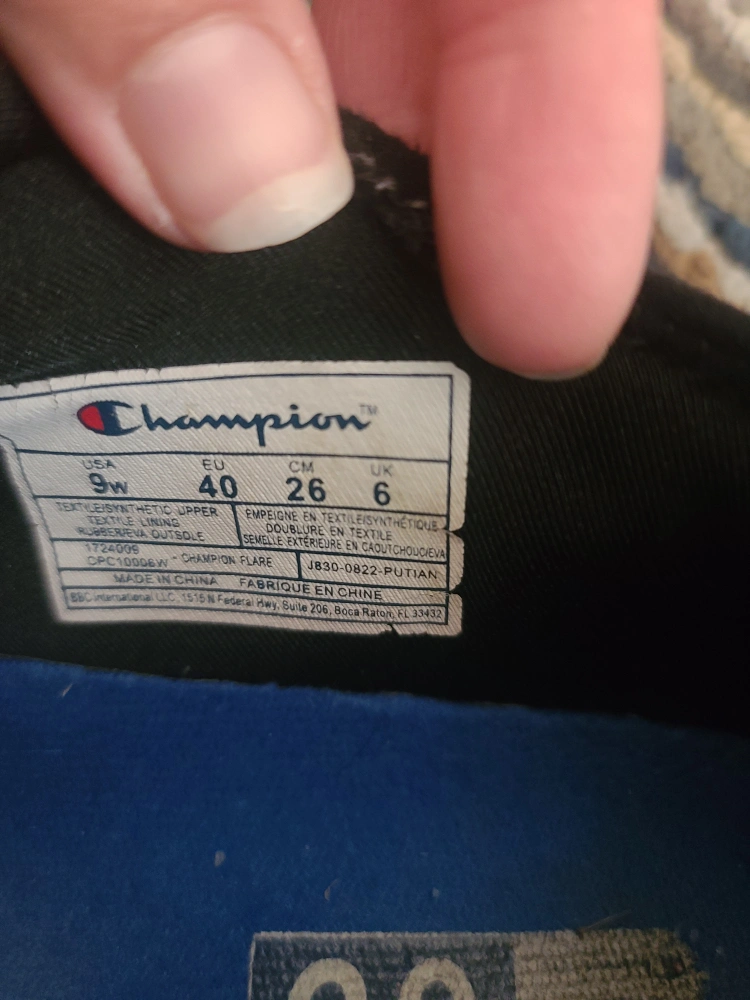 Champion™
USA EU CM UK
9w 40 26 6
TEXTILE/SYNTHETIC UPPER
TEXTILE LINING
RUBBER/EVA OUTSOLE
EMPEIGNE EN TEXTILE/SYNTHÉTIQUE
DOUBLURE EN TEXTILE
SEMELLE EXTÉRIEURE EN CAOUTCHOUC/EVA
1724009
CPC10006W - CHAMPION FLARE
J830-0822-PUTIAN
MADE IN CHINA FABRIQUE EN CHINE
BBC International LLC, 1515 N Federal Hwy, Suite 206, Boca Raton, FL 33432